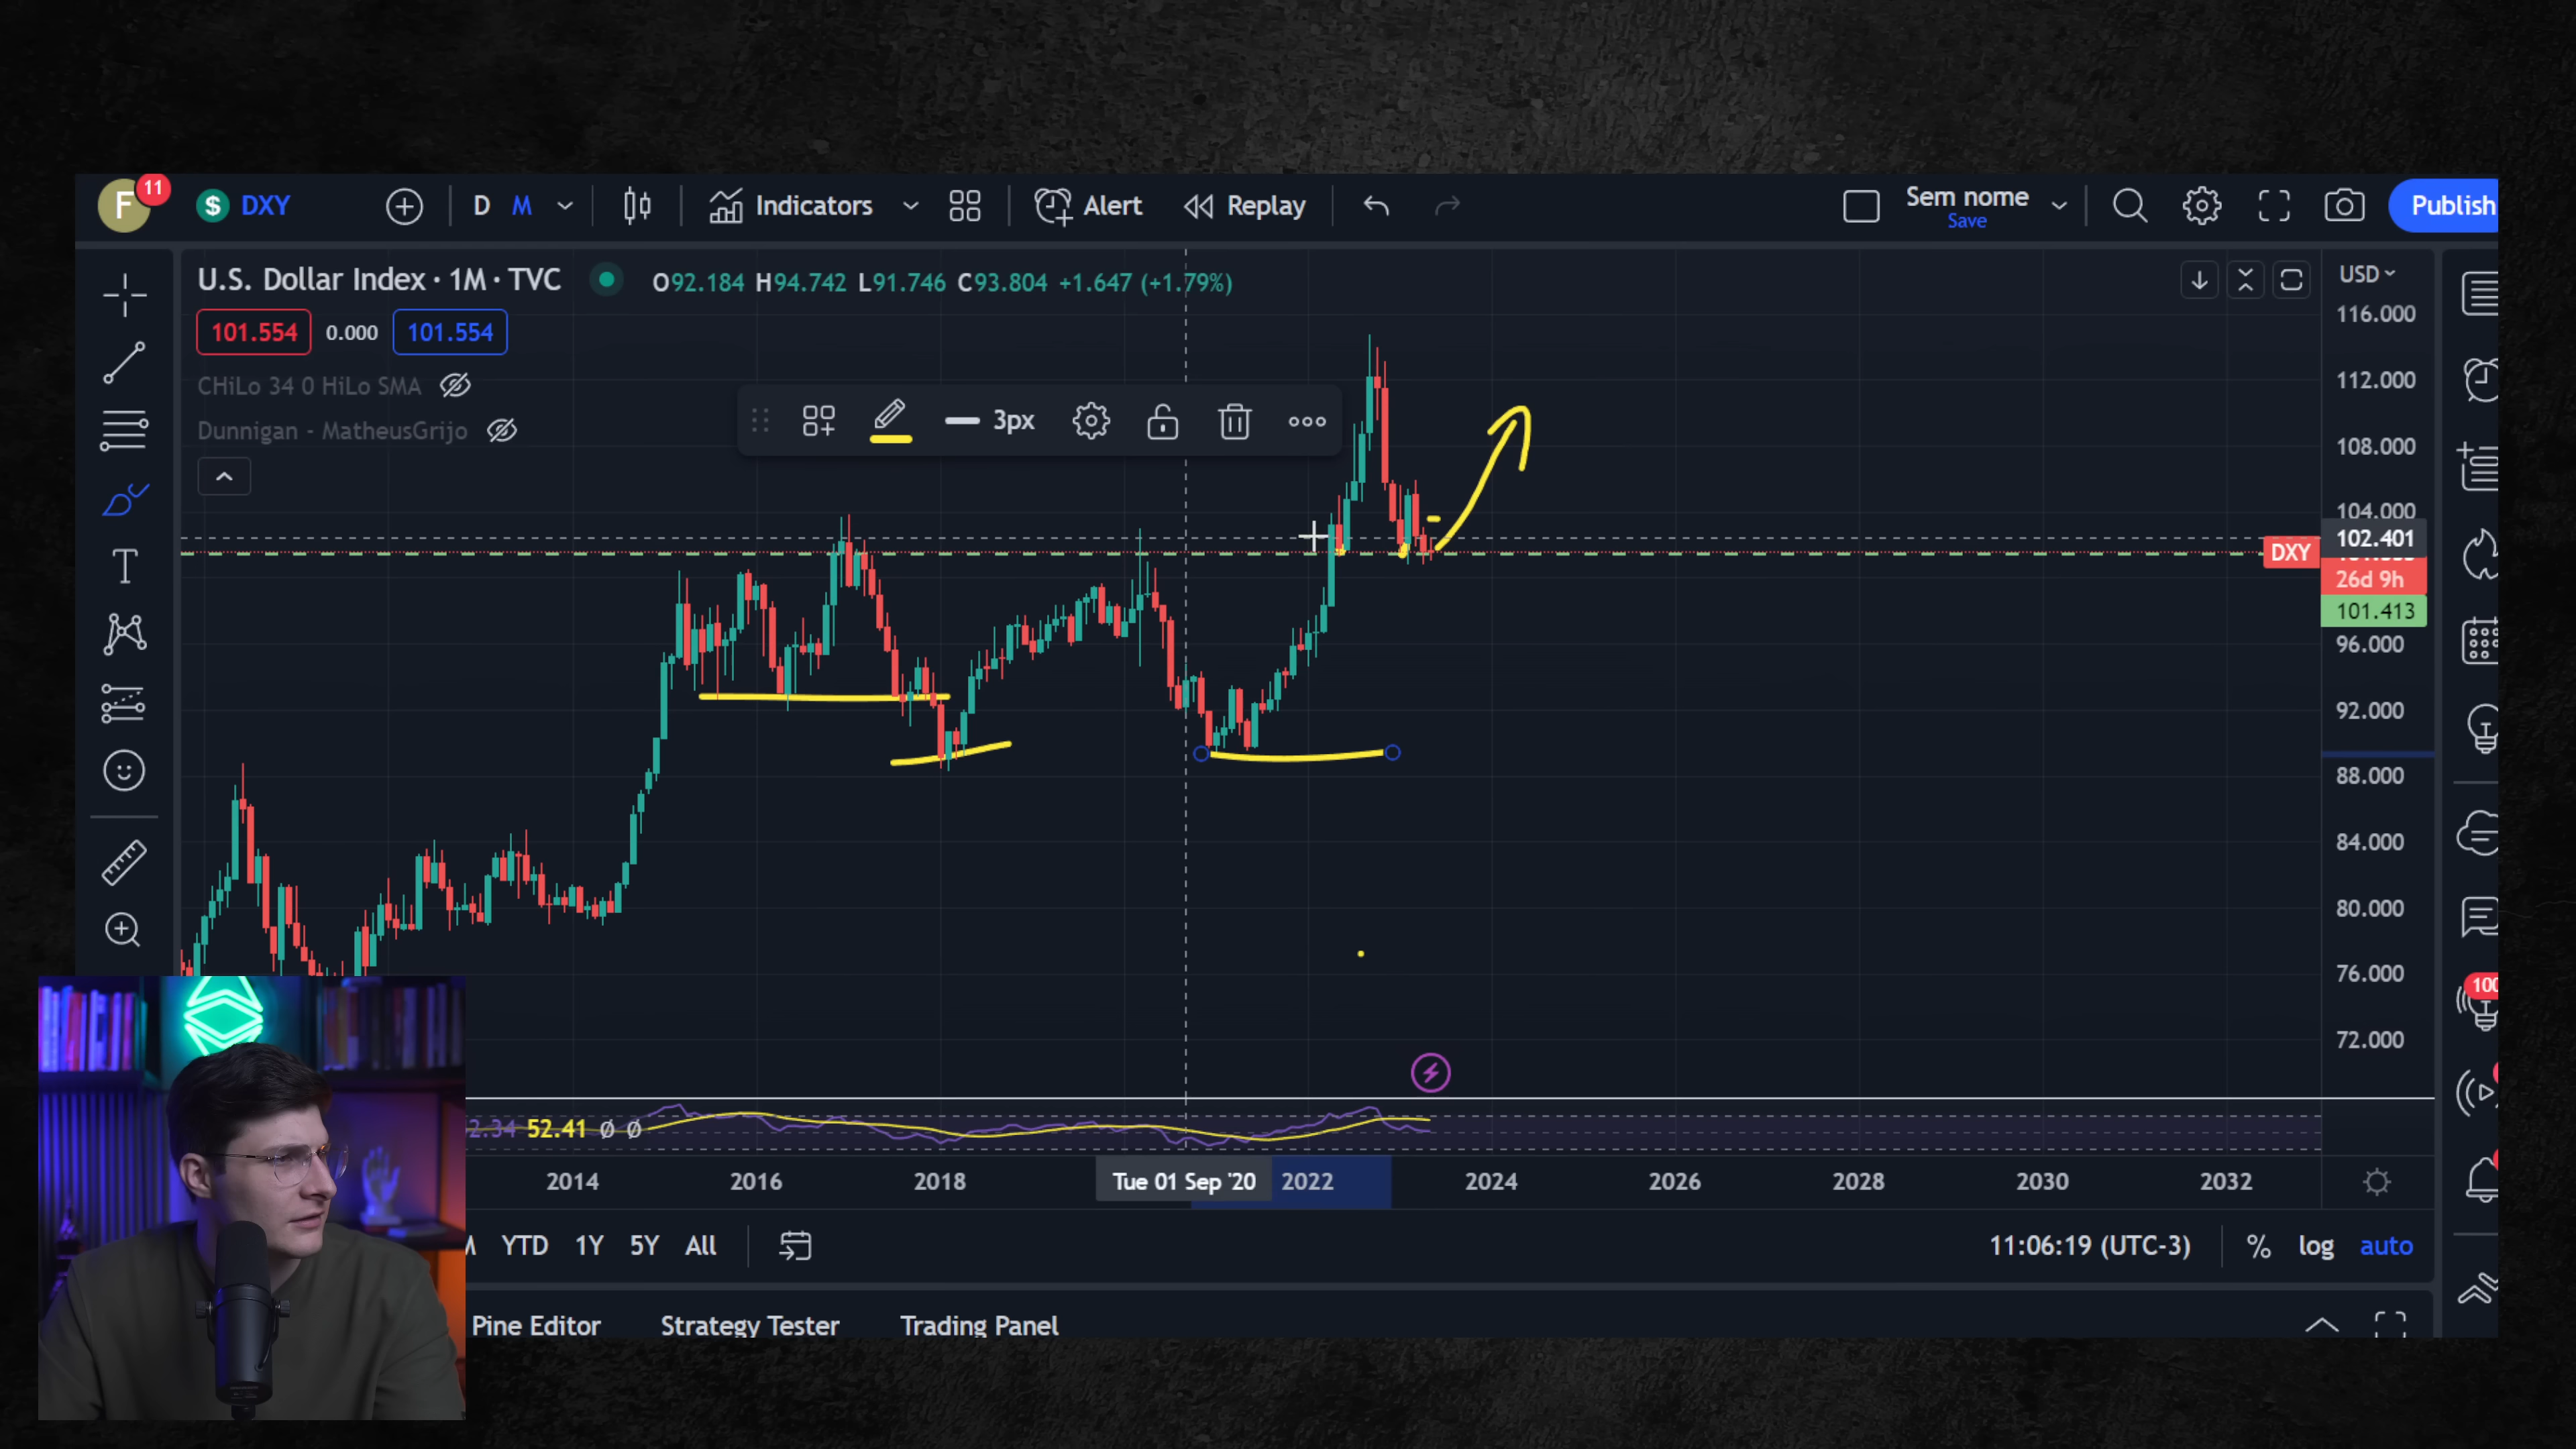 F 11 DXY D M Indicators Alert Replay Sem nome Publish
Save
U.S. Dollar Index · 1M · TVC O92.184 H94.742 L91.746 C93.804 +1.647 (+1.79%) USD
101.554 0.000 101.554
CHiLo 34 0 HiLo SMA
Dunnigan - MatheusGrijo
3px
116.000
112.000
108.000
104.000
102.401
DXY
26d 9h
101.413
96.000
92.000
88.000
84.000
80.000
76.000
72.000
100
52.41 ∅ ∅
2014 2016 2018 Tue 01 Sep '20 2022 2024 2026 2028 2030 2032
YTD 1Y 5Y All 11:06:19 (UTC-3) % log auto
Pine Editor Strategy Tester Trading Panel